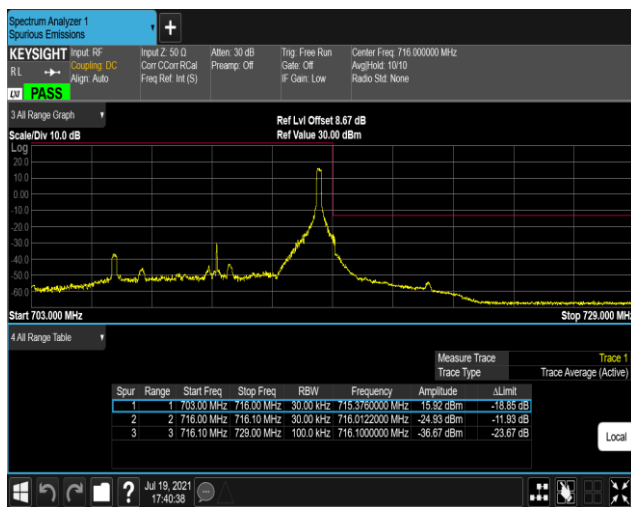 Spectrum Analyzer 1
Spurious Emissions
+
KEYSIGHT Input: RF Input Z: 50 Ω Atten: 30 dB Trig: Free Run Center Freq: 716.000000 MHz
RL Coupling: DC Corr CCorr RCal Preamp: Off Gate: Off Avg|Hold: 10/10
Align: Auto Freq Ref: Int (S) IF Gain: Low Radio Std: None
LXI PASS
3 All Range Graph
Ref Lvl Offset 8.67 dB
Scale/Div 10.0 dB Ref Value 30.00 dBm
Log
20.0
10.0
0.00
-10.0
-20.0
-30.0
-40.0
-50.0
-60.0
Start 703.000 MHz Stop 729.000 MHz
4 All Range Table
Measure Trace Trace 1
Trace Type Trace Average (Active)
Spur Range Start Freq Stop Freq RBW Frequency Amplitude ΔLimit
1 1 703.00 MHz 716.00 MHz 30.00 kHz 715.3760000 MHz 15.92 dBm -18.85 dB
2 2 716.00 MHz 716.10 MHz 30.00 kHz 716.0122000 MHz -24.93 dBm -11.93 dB
3 3 716.10 MHz 729.00 MHz 100.0 kHz 716.1000000 MHz -36.67 dBm -23.67 dB
Local
? Jul 19, 2021
17:40:38